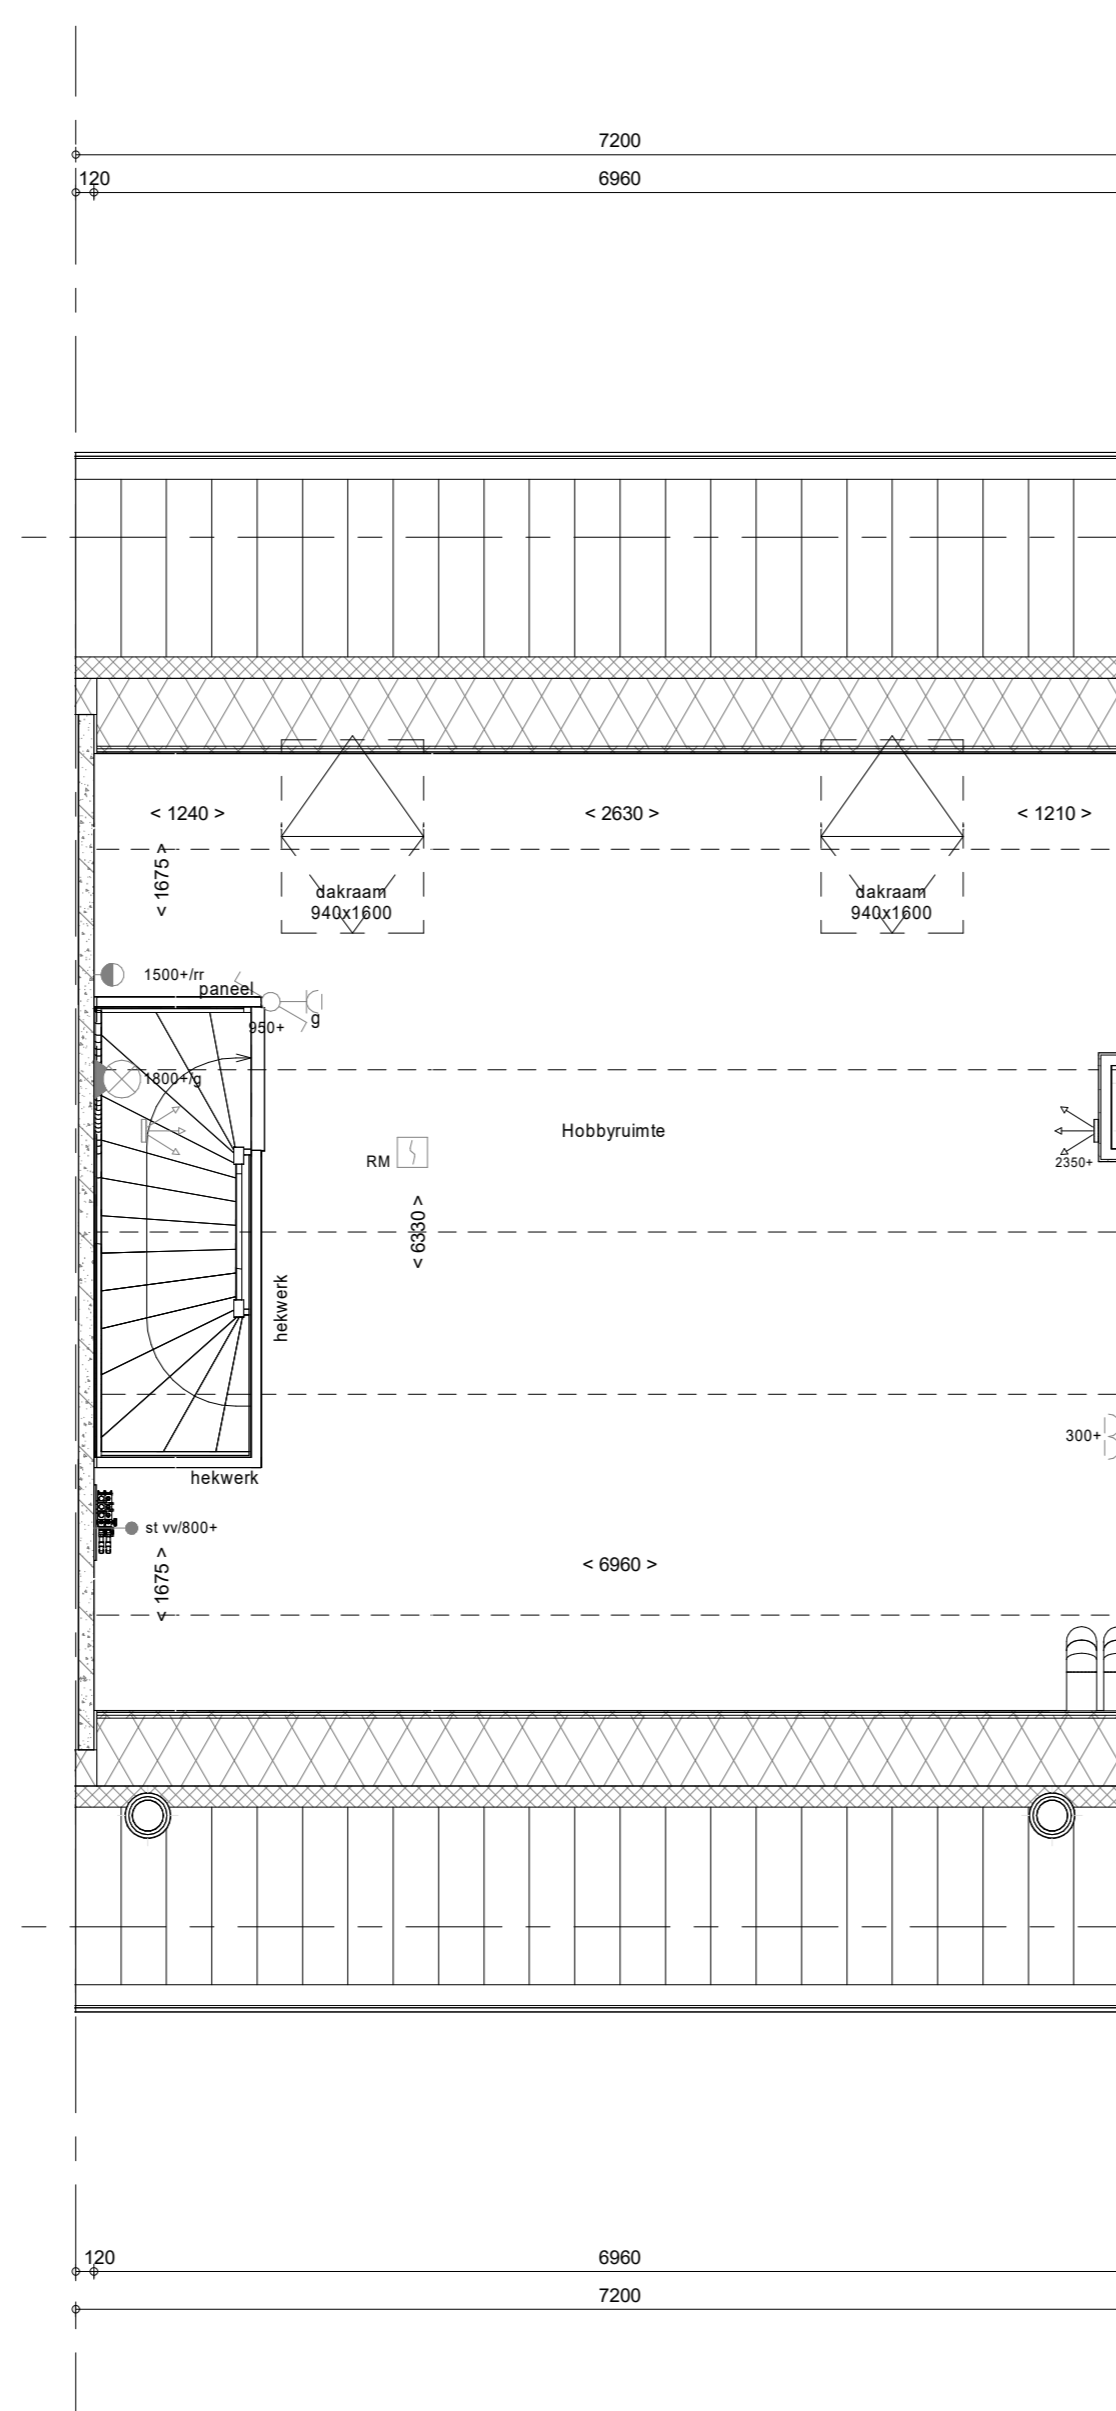 7200
120
6960
< 1240 >
< 2630 >
< 1210 >
< 1675 >
dakraam
940x1600
dakraam
940x1600
1500+/rr
paneel
950+
g
1800+/g
Hobbyruimte
RM
2350+
< 6330 >
hekwerk
300+
hekwerk
st vv/800+
< 1675 >
< 6960 >
120
6960
7200